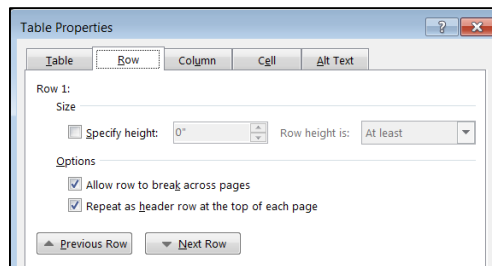 Table Properties
Table Row Column Cell Alt Text
Row 1:
Size
Specify height: 0" Row height is: At least
Options
Allow row to break across pages
Repeat as header row at the top of each page
Previous Row Next Row